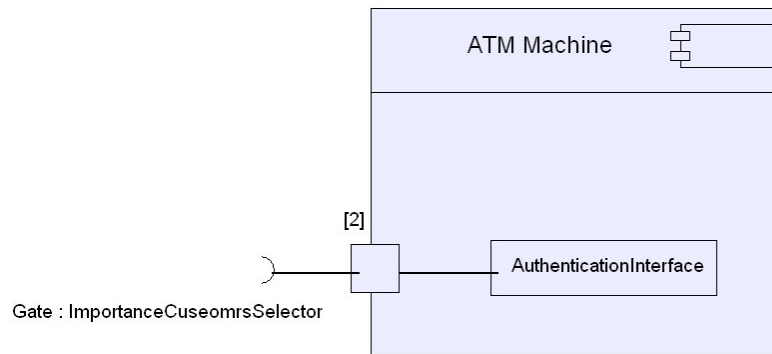 ATM Machine
[2]
AuthenticationInterface
Gate : ImportanceCuseomrsSelector